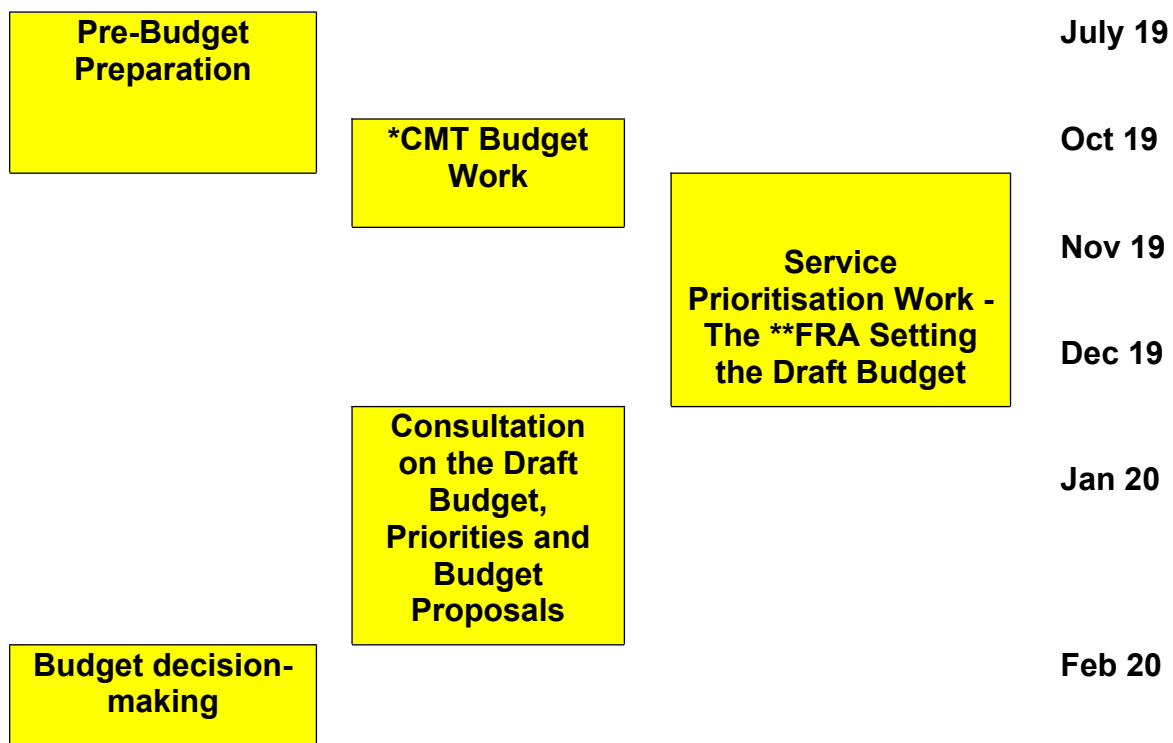 Pre-Budget
Preparation
July 19
*CMT Budget
Work
Oct 19
Service
Prioritisation Work -
The **FRA Setting
the Draft Budget
Nov 19
Dec 19
Consultation
on the Draft
Budget,
Priorities and
Budget
Proposals
Jan 20
Budget decision-
making
Feb 20